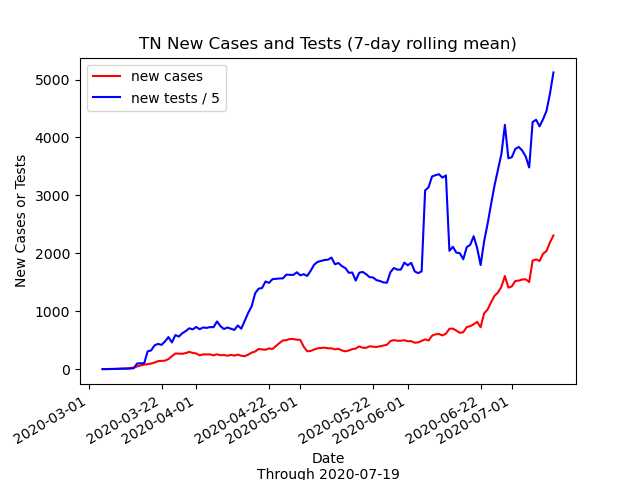 TN New Cases and Tests (7-day rolling mean)
new cases
new tests / 5
New Cases or Tests
5000
4000
3000
2000
1000
0
2020-03-01
2020-03-22
2020-04-01
2020-04-22
2020-05-01
2020-05-22
2020-06-01
2020-06-22
2020-07-01
Date
Through 2020-07-19